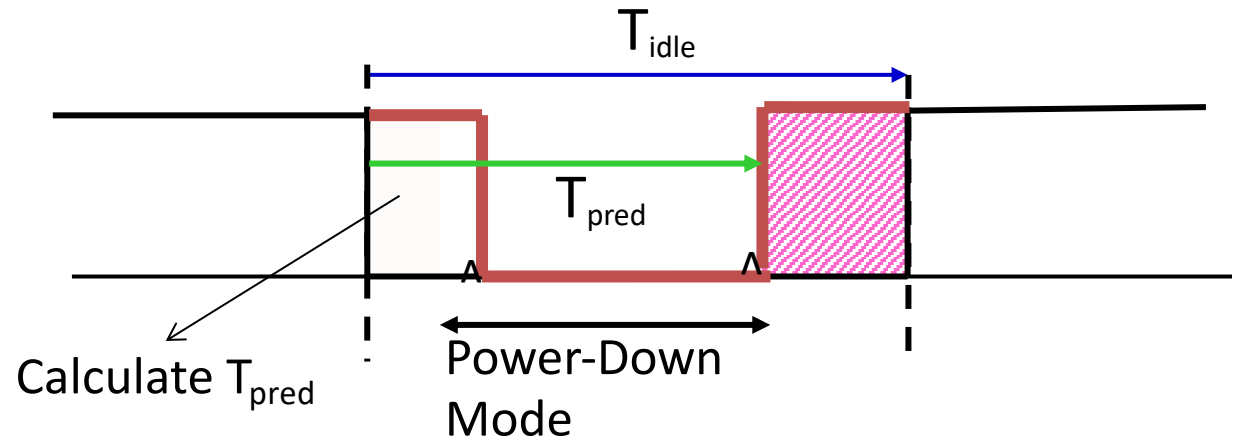 T_idle
T_pred
^ ^
Calculate T_pred
Power-Down
Mode